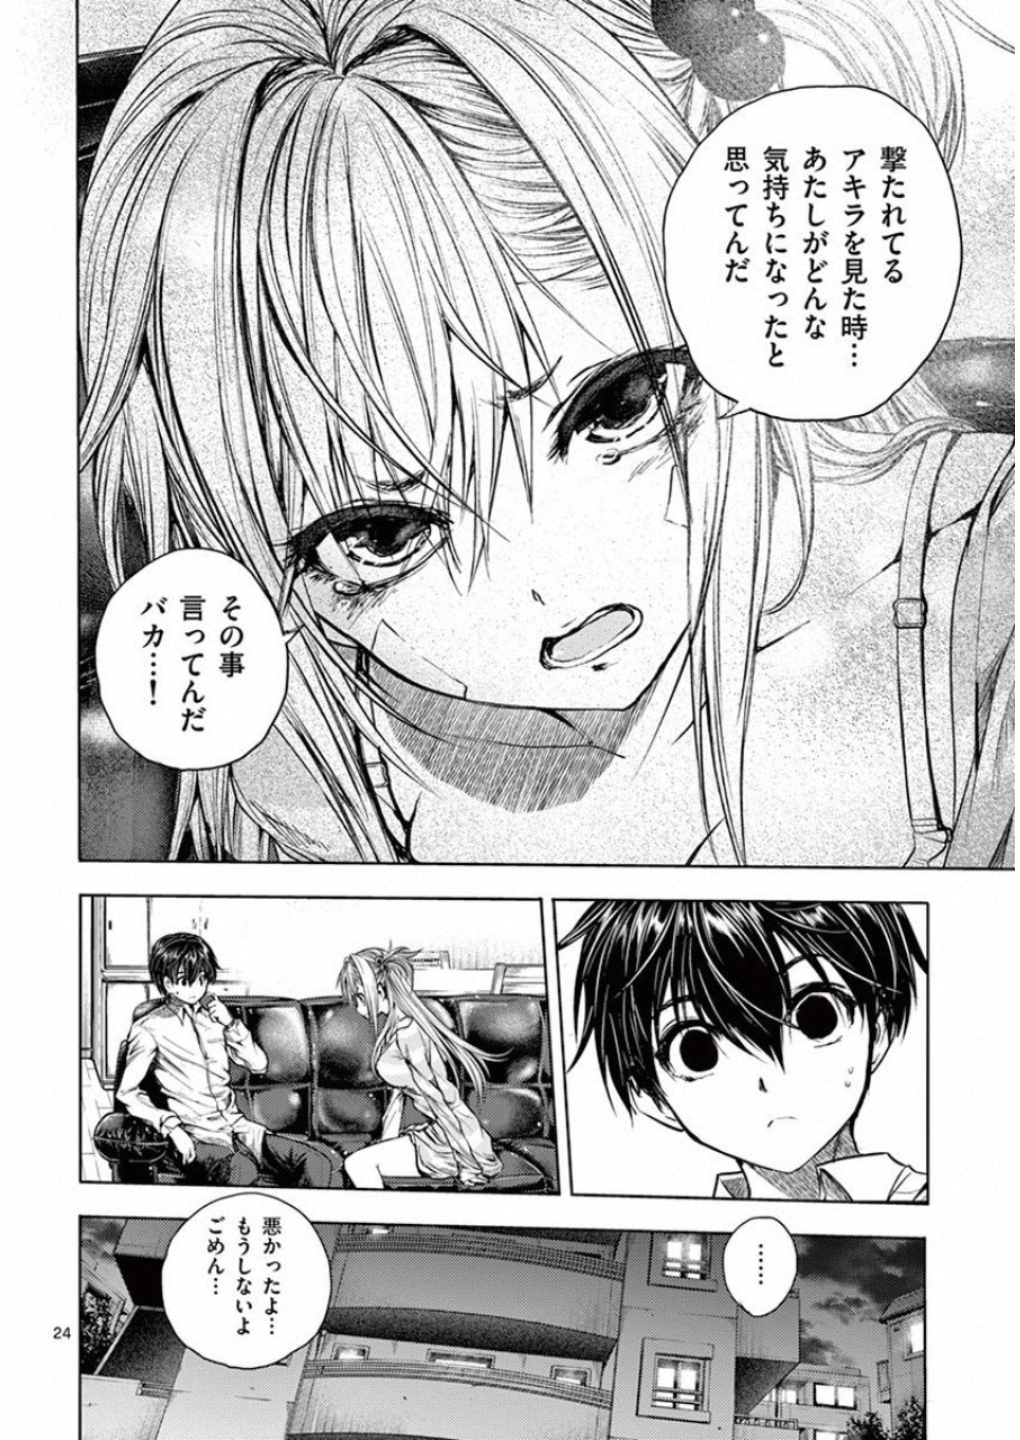 撃たれてる
アキラを見た時…
あたしがどんな
気持ちになったと
思ってんだ
その事
言ってんだ
バカ…！
……
悪かったよ…
もうしないよ
ごめん…
24